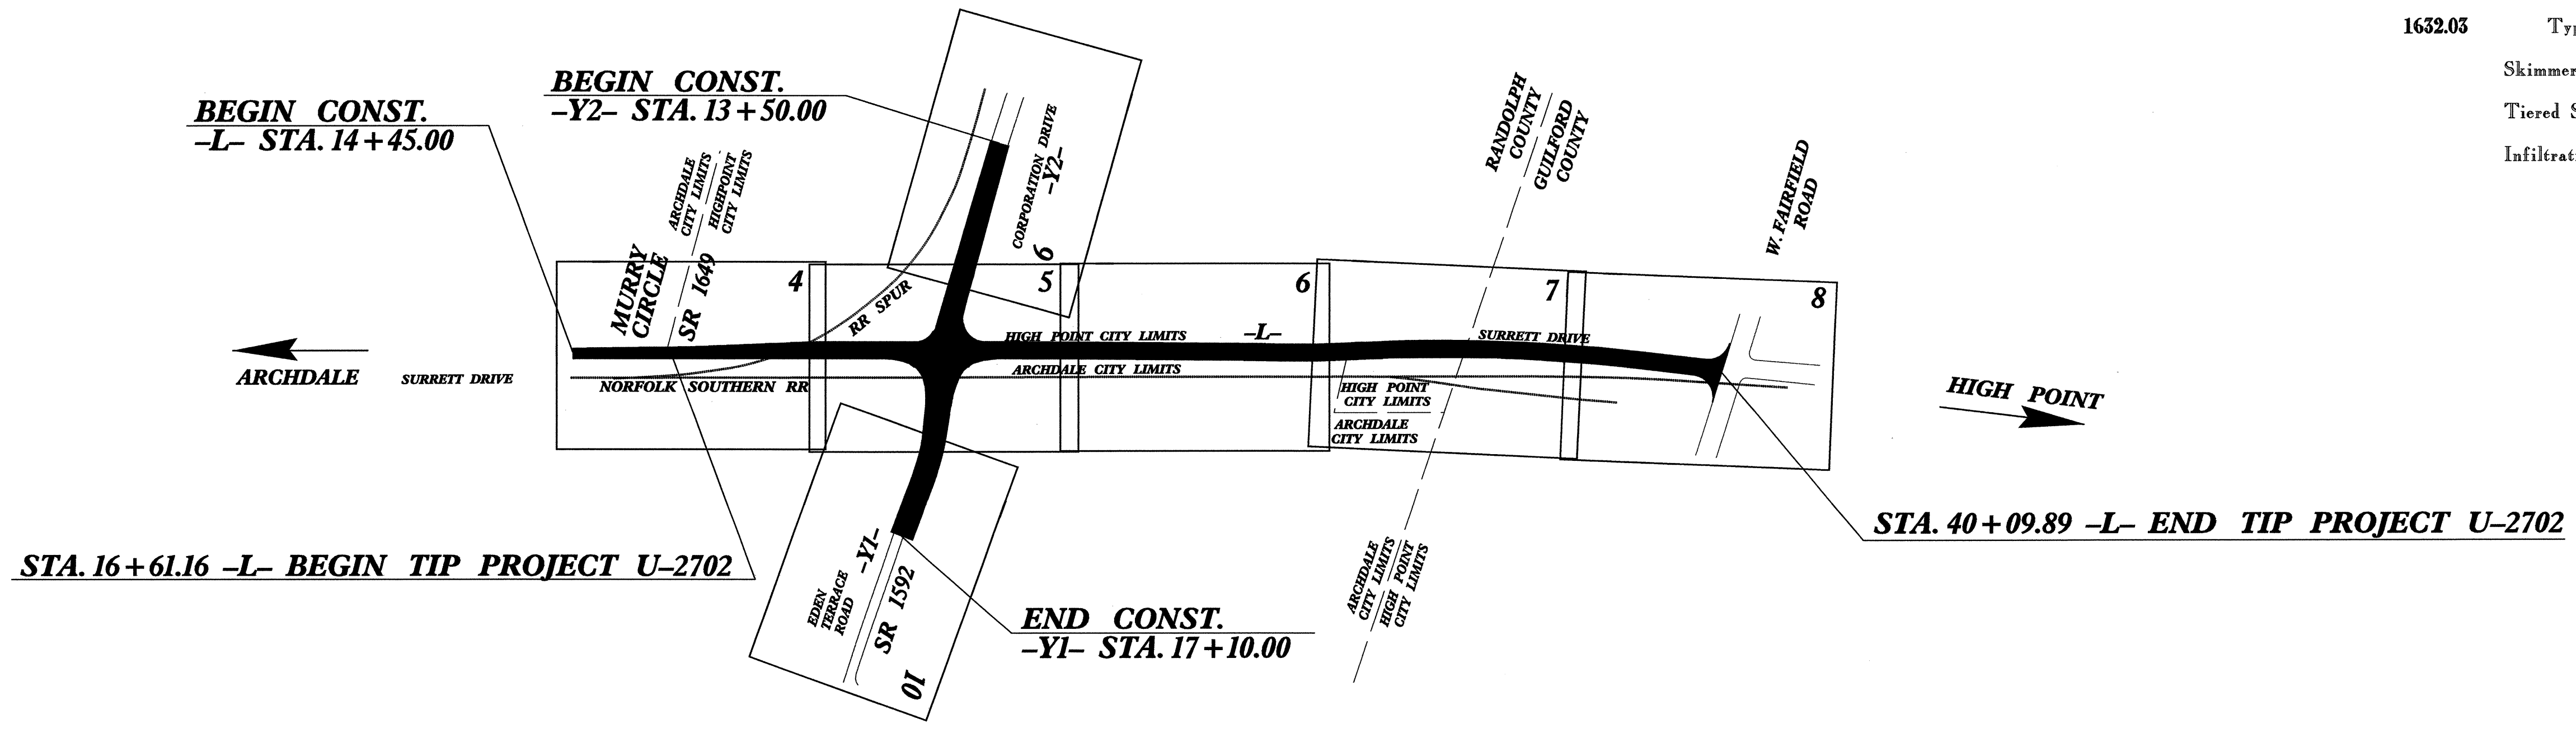 1632.03 Typ
Skimmer
Tiered S
Infiltrati
BEGIN CONST.
-L- STA. 14+45.00
BEGIN CONST.
-Y2- STA. 13+50.00
CORPORATION DRIVE
-Y2-
9
ARCHDALE
CITY LIMITS
HIGHPOINT
CITY LIMITS
MURRY
CIRCLE
SR 1649
RANDOLPH
COUNTY
GUILFORD
COUNTY
W. FAIRFIELD
ROAD
4
5
6
7
8
RR SPUR
HIGH POINT CITY LIMITS
-L-
SURRETT DRIVE
ARCHDALE CITY LIMITS
ARCHDALE
SURRETT DRIVE
NORFOLK SOUTHERN RR
HIGH POINT
CITY LIMITS
ARCHDALE
CITY LIMITS
HIGH POINT
STA. 40+09.89 -L- END TIP PROJECT U-2702
STA. 16+61.16 -L- BEGIN TIP PROJECT U-2702
EDEN
TERRACE
ROAD
-Y1-
SR 1592
10
END CONST.
-Y1- STA. 17+10.00
ARCHDALE
CITY LIMITS
HIGH POINT
CITY LIMITS